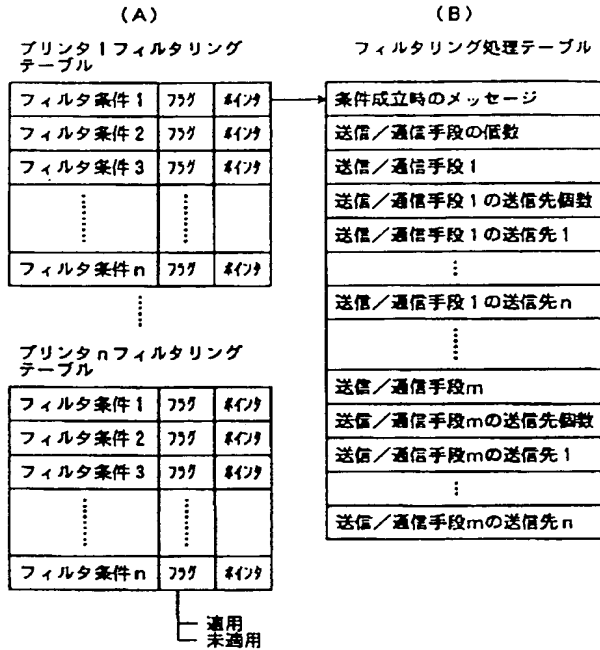 (A)
プリンタ1フィルタリング
テーブル
フィルタ条件1 フラグ ポインタ
フィルタ条件2 フラグ ポインタ
フィルタ条件3 フラグ ポインタ
フィルタ条件n フラグ ポインタ
プリンタnフィルタリング
テーブル
フィルタ条件1 フラグ ポインタ
フィルタ条件2 フラグ ポインタ
フィルタ条件3 フラグ ポインタ
フィルタ条件n フラグ ポインタ
適用
未適用
(B)
フィルタリング処理テーブル
条件成立時のメッセージ
送信/通信手段の個数
送信/通信手段1
送信/通信手段1の送信先個数
送信/通信手段1の送信先1
送信/通信手段1の送信先n
送信/通信手段m
送信/通信手段mの送信先個数
送信/通信手段mの送信先1
送信/通信手段mの送信先n